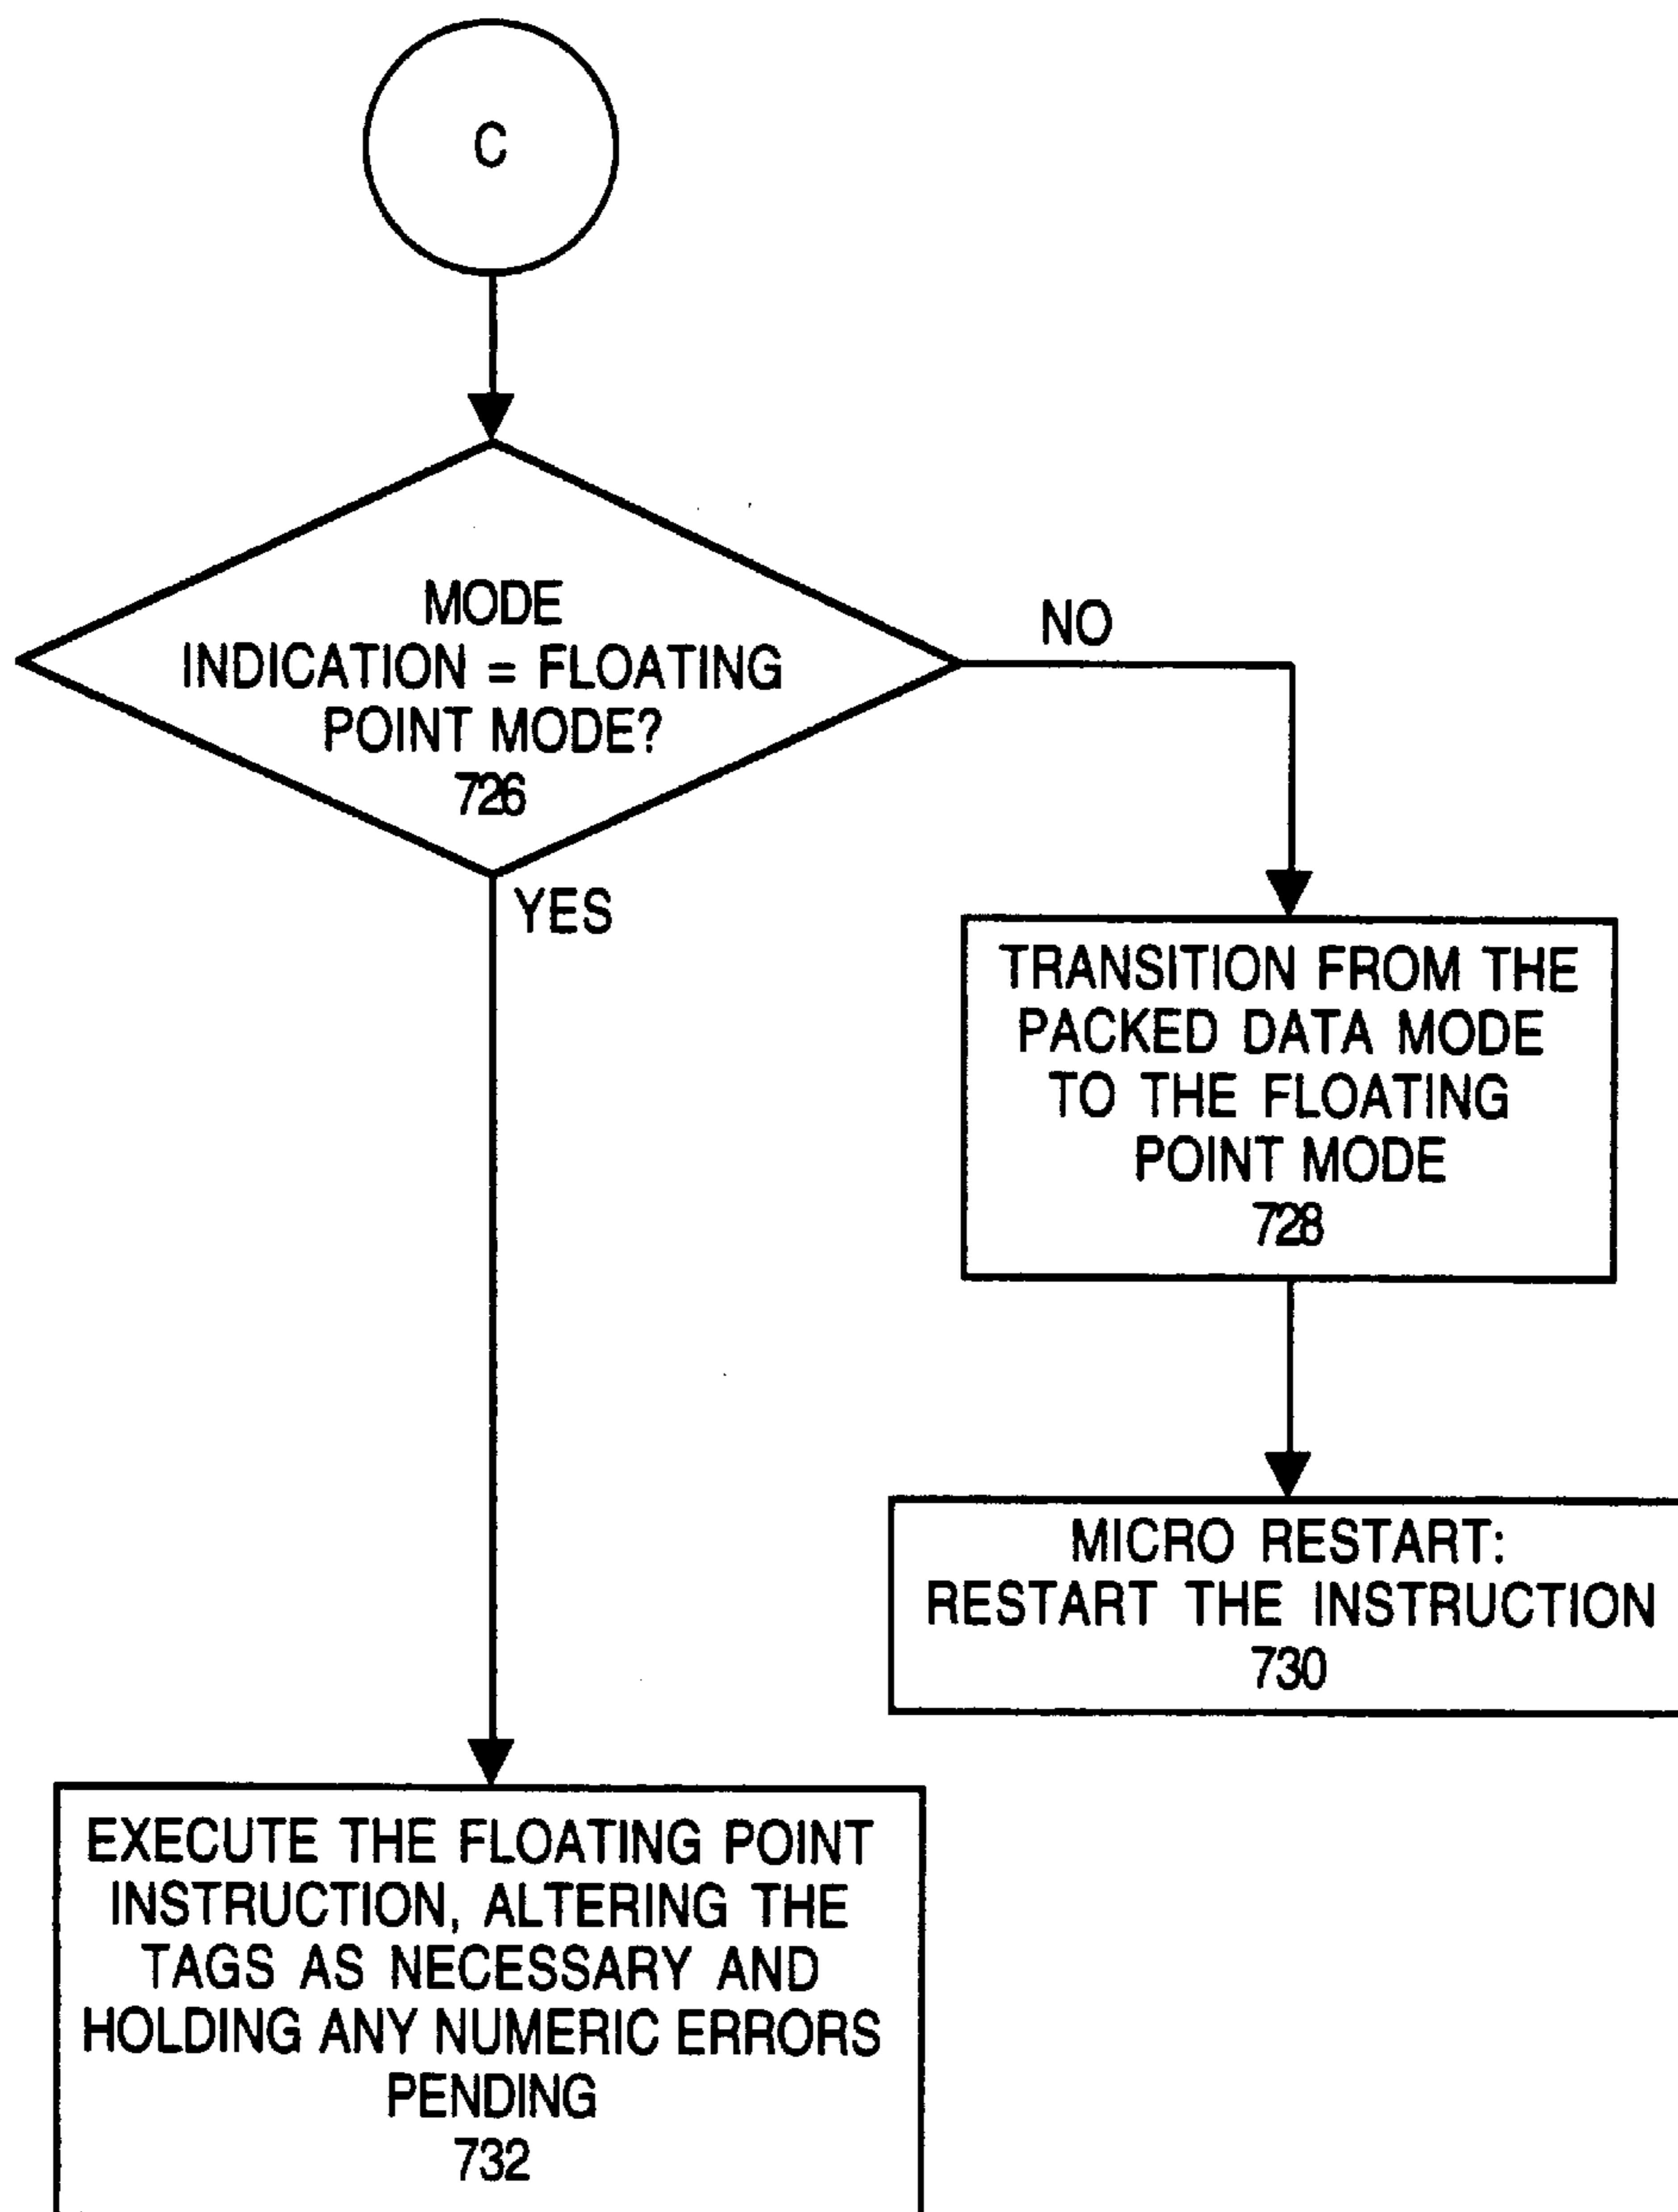 C
MODE
INDICATION = FLOATING
POINT MODE?
726
NO
YES
TRANSITION FROM THE
PACKED DATA MODE
TO THE FLOATING
POINT MODE
728
MICRO RESTART:
RESTART THE INSTRUCTION
730
EXECUTE THE FLOATING POINT
INSTRUCTION, ALTERING THE
TAGS AS NECESSARY AND
HOLDING ANY NUMERIC ERRORS
PENDING
732